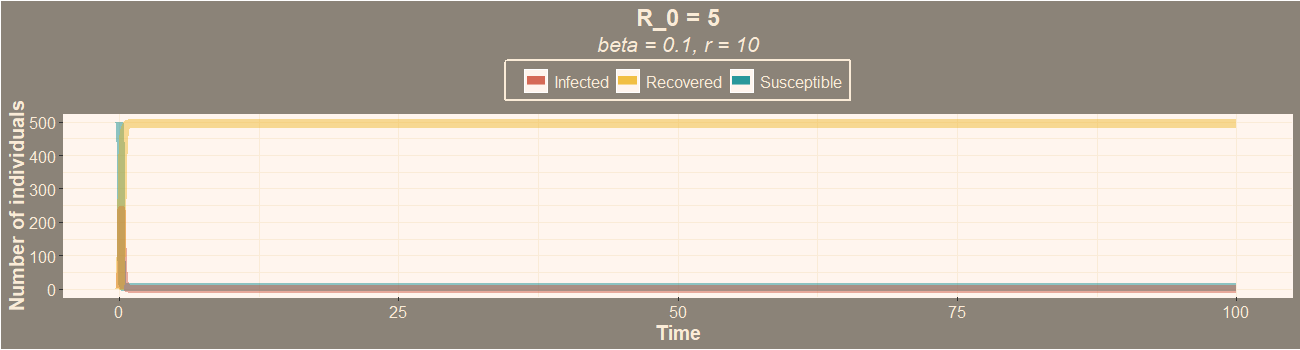 R_0 = 5
beta = 0.1, r = 10
Infected Recovered Susceptible
Number of individuals
500
400
300
200
100
0
0 25 50 75 100
Time